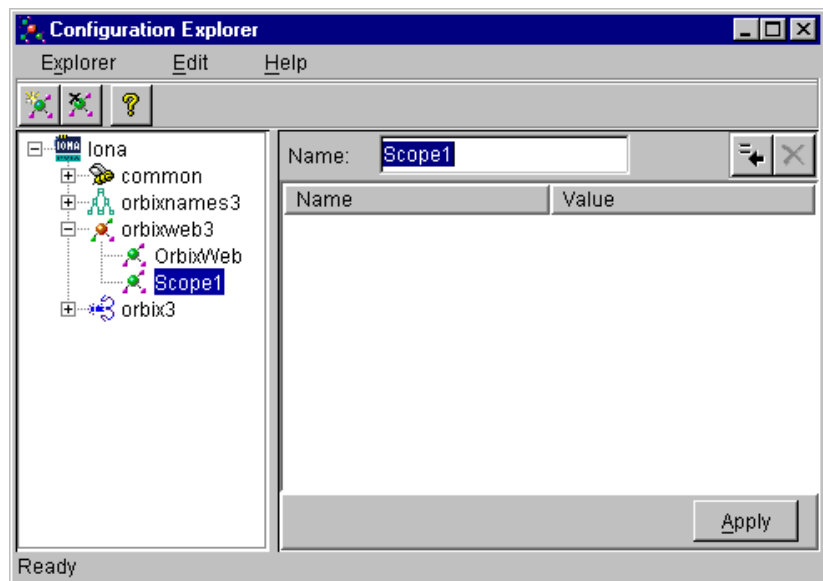 Configuration Explorer
Explorer Edit Help
Iona
common
orbixnames3
orbixweb3
OrbixWeb
Scope1
orbix3
Name: Scope1
Name Value
Apply
Ready